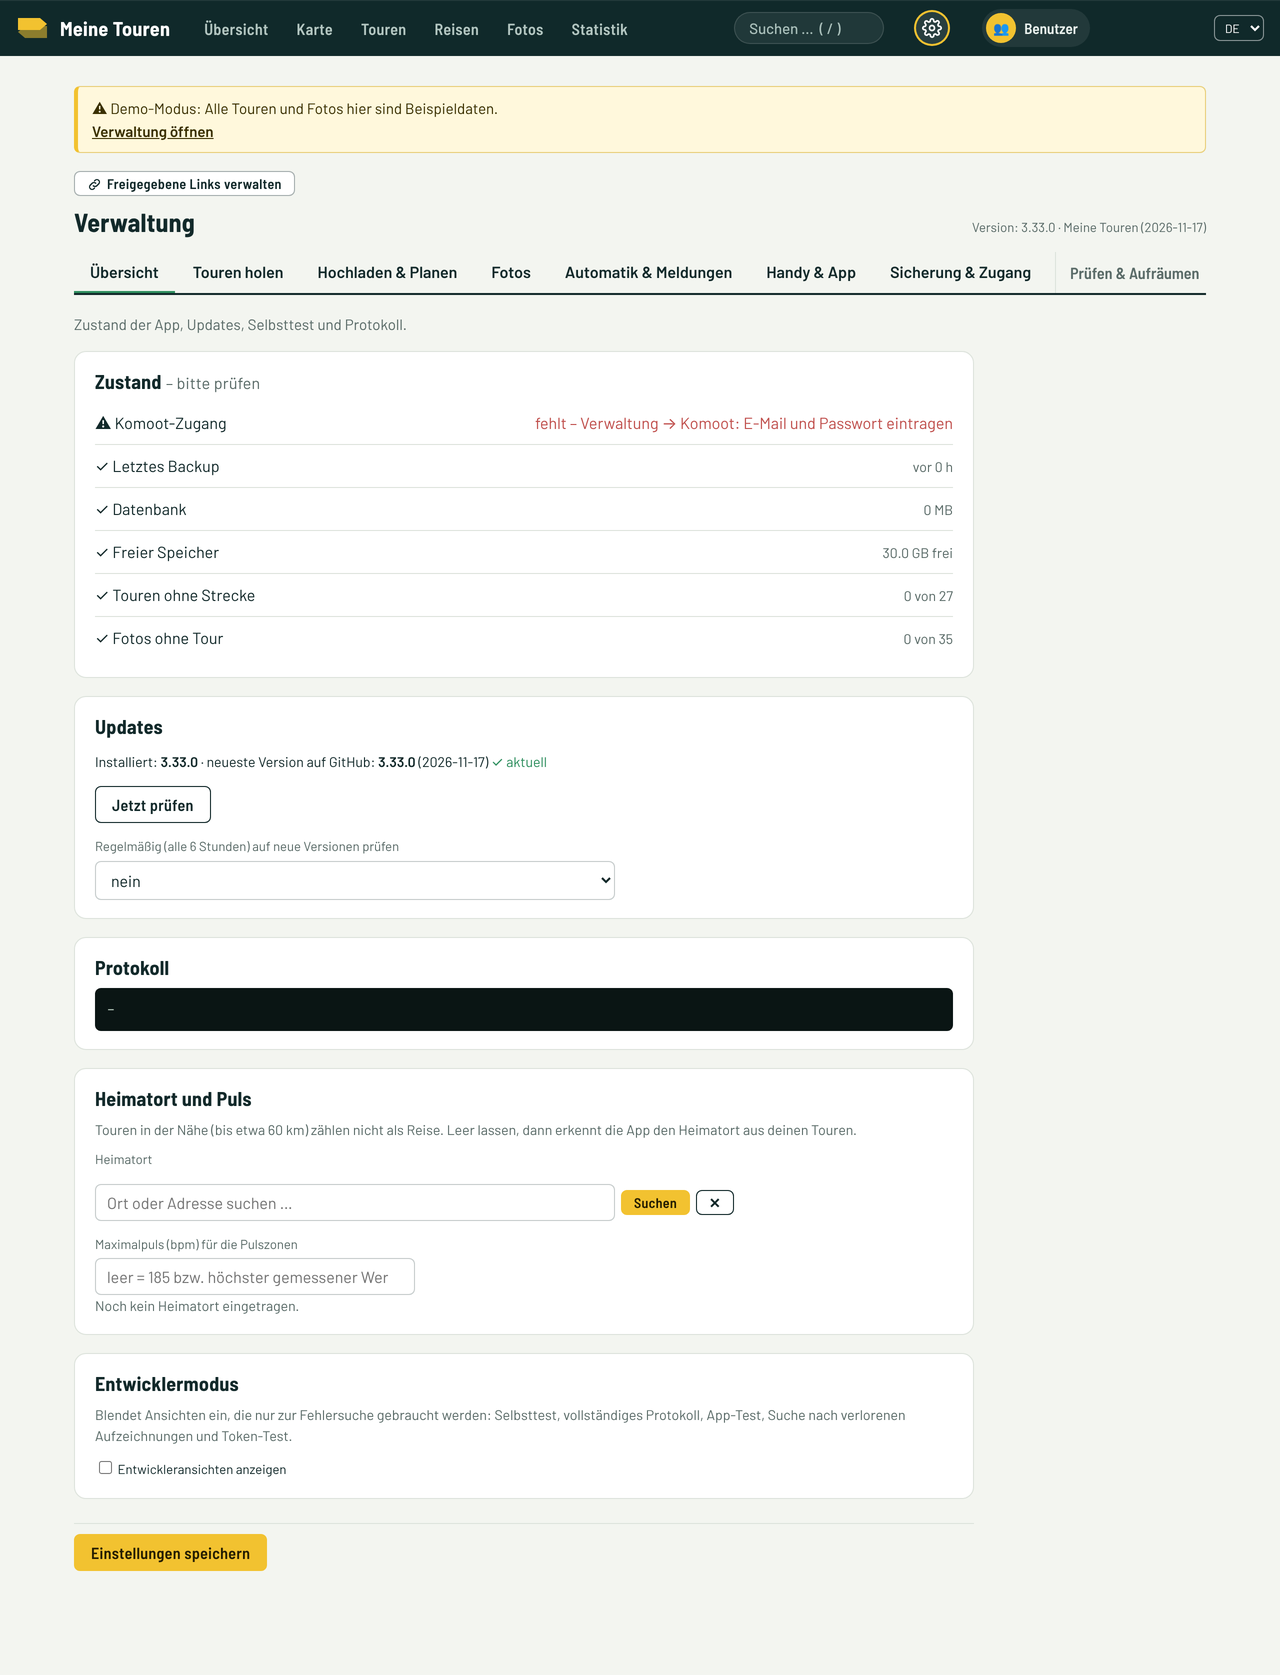 Meine Touren Übersicht Karte Touren Reisen Fotos Statistik Suchen … ( / ) Benutzer DE
⚠ Demo-Modus: Alle Touren und Fotos hier sind Beispieldaten.
Verwaltung öffnen
Freigegebene Links verwalten
Verwaltung
Version: 3.33.0 · Meine Touren (2026-11-17)
Übersicht Touren holen Hochladen & Planen Fotos Automatik & Meldungen Handy & App Sicherung & Zugang Prüfen & Aufräumen
Zustand der App, Updates, Selbsttest und Protokoll.
Zustand – bitte prüfen
⚠ Komoot-Zugang fehlt – Verwaltung → Komoot: E-Mail und Passwort eintragen
✓ Letztes Backup vor 0 h
✓ Datenbank 0 MB
✓ Freier Speicher 30.0 GB frei
✓ Touren ohne Strecke 0 von 27
✓ Fotos ohne Tour 0 von 35
Updates
Installiert: 3.33.0 · neueste Version auf GitHub: 3.33.0 (2026-11-17) ✓ aktuell
Jetzt prüfen
Regelmäßig (alle 6 Stunden) auf neue Versionen prüfen
nein
Protokoll
–
Heimatort und Puls
Touren in der Nähe (bis etwa 60 km) zählen nicht als Reise. Leer lassen, dann erkennt die App den Heimatort aus deinen Touren.
Heimatort
Ort oder Adresse suchen … Suchen ✕
Maximalpuls (bpm) für die Pulszonen
leer = 185 bzw. höchster gemessener Wer
Noch kein Heimatort eingetragen.
Entwicklermodus
Blendet Ansichten ein, die nur zur Fehlersuche gebraucht werden: Selbsttest, vollständiges Protokoll, App-Test, Suche nach verlorenen
Aufzeichnungen und Token-Test.
Entwickleransichten anzeigen
Einstellungen speichern